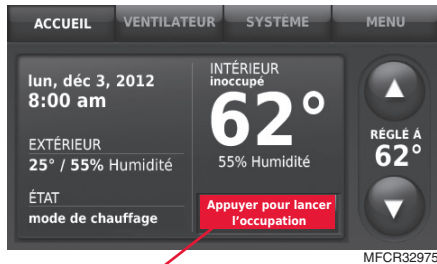 ACCUEIL VENTILATEUR SYSTEME MENU
lun, déc 3, 2012
8:00 am
EXTÉRIEUR
25° / 55% Humidité
ÉTAT
mode de chauffage
INTÉRIEUR
inoccupé
62°
55% Humidité
Appuyer pour lancer
l’occupation
RÉGLÉ Á
62°
MFCR32975